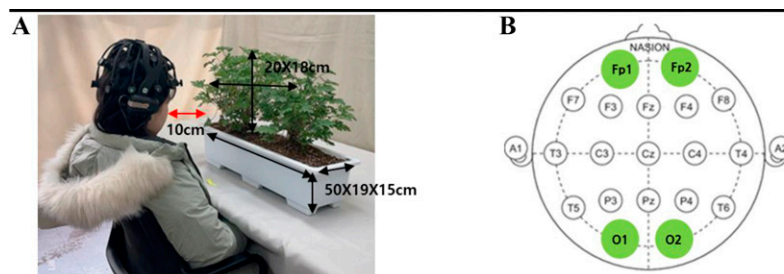 A
20X18cm
10cm
50X19X15cm
B
NASION
Fp1 Fp2
F7 F3 Fz F4 F8
A1 T3 C3 Cz C4 T4 A2
T5 P3 Pz P4 T6
O1 O2